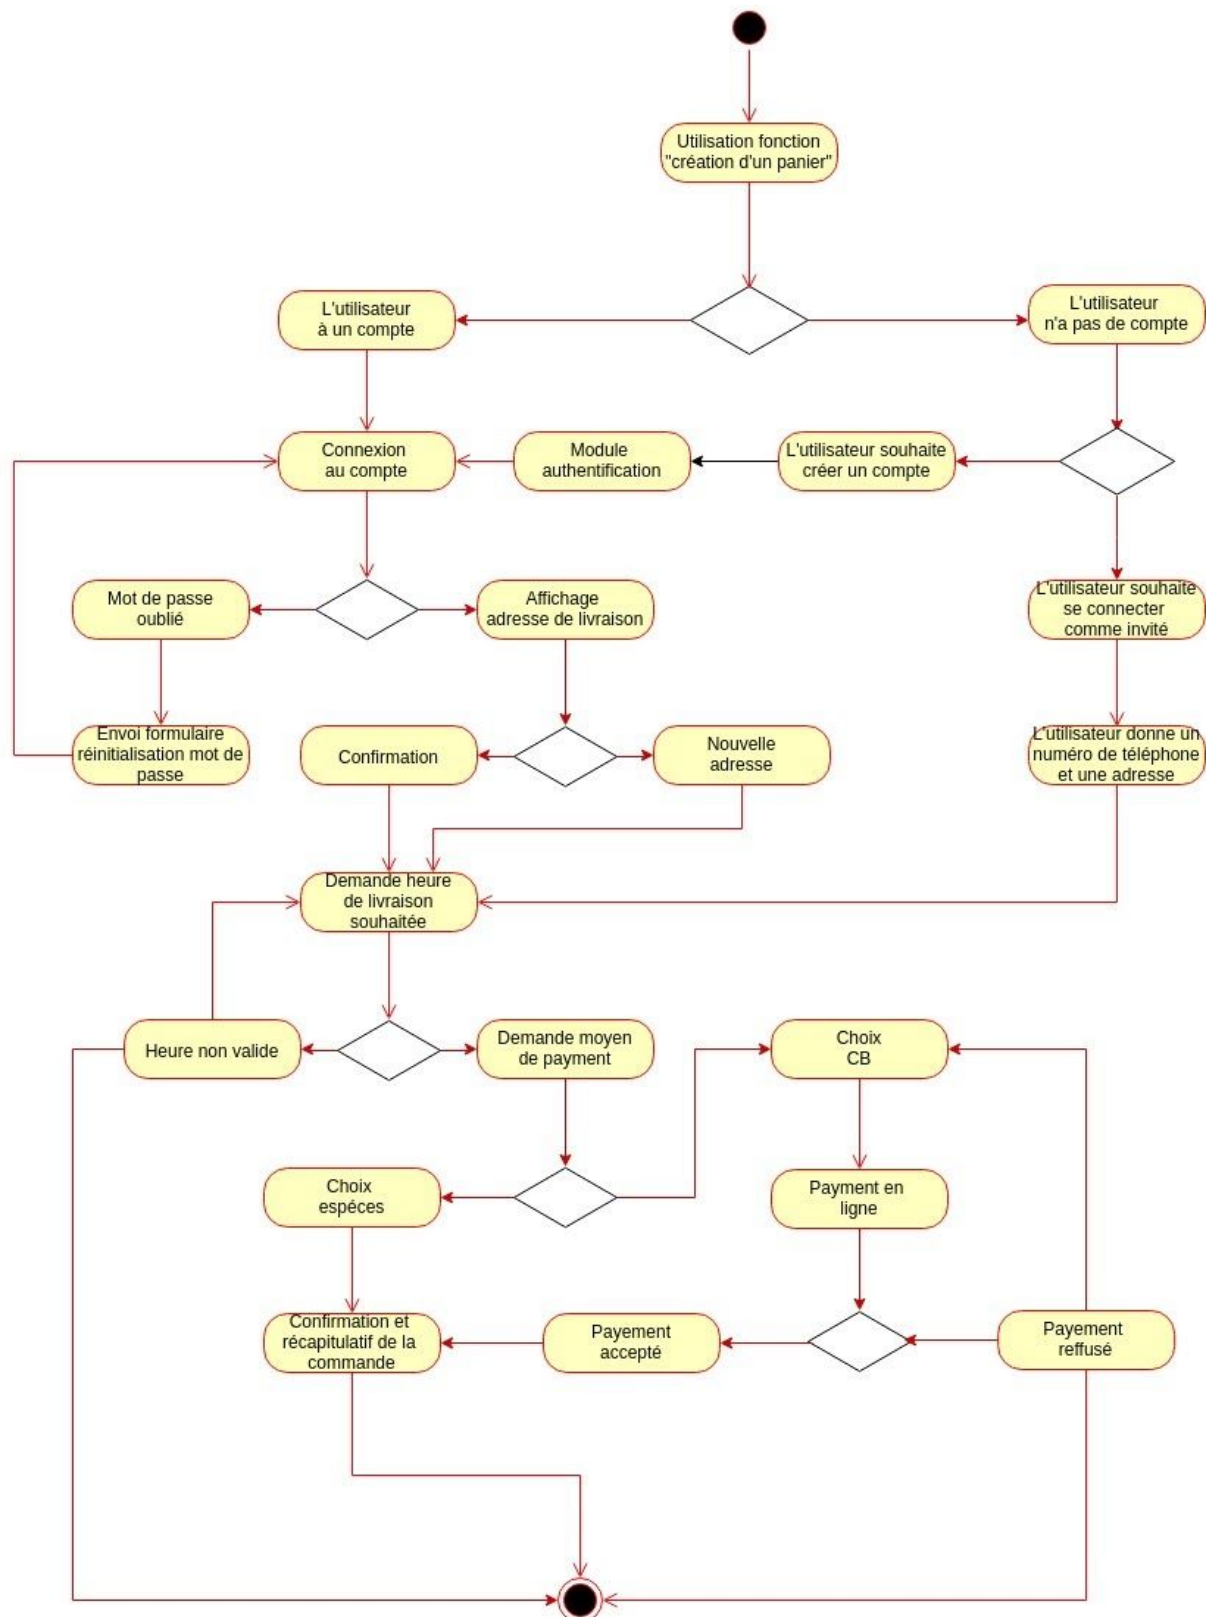 Utilisation fonction
"création d'un panier"
L'utilisateur
à un compte
L'utilisateur
n'a pas de compte
Connexion
au compte
Module
authentification
L'utilisateur souhaite
créer un compte
Mot de passe
oublié
Affichage
adresse de livraison
L'utilisateur souhaite
se connecter
comme invité
Envoi formulaire
réinitialisation mot de
passe
Confirmation
Nouvelle
adresse
L'utilisateur donne un
numéro de téléphone
et une adresse
Demande heure
de livraison
souhaitée
Heure non valide
Demande moyen
de payment
Choix
CB
Choix
espéces
Payment en
ligne
Confirmation et
récapitulatif de la
commande
Payement
accepté
Payement
reffusé